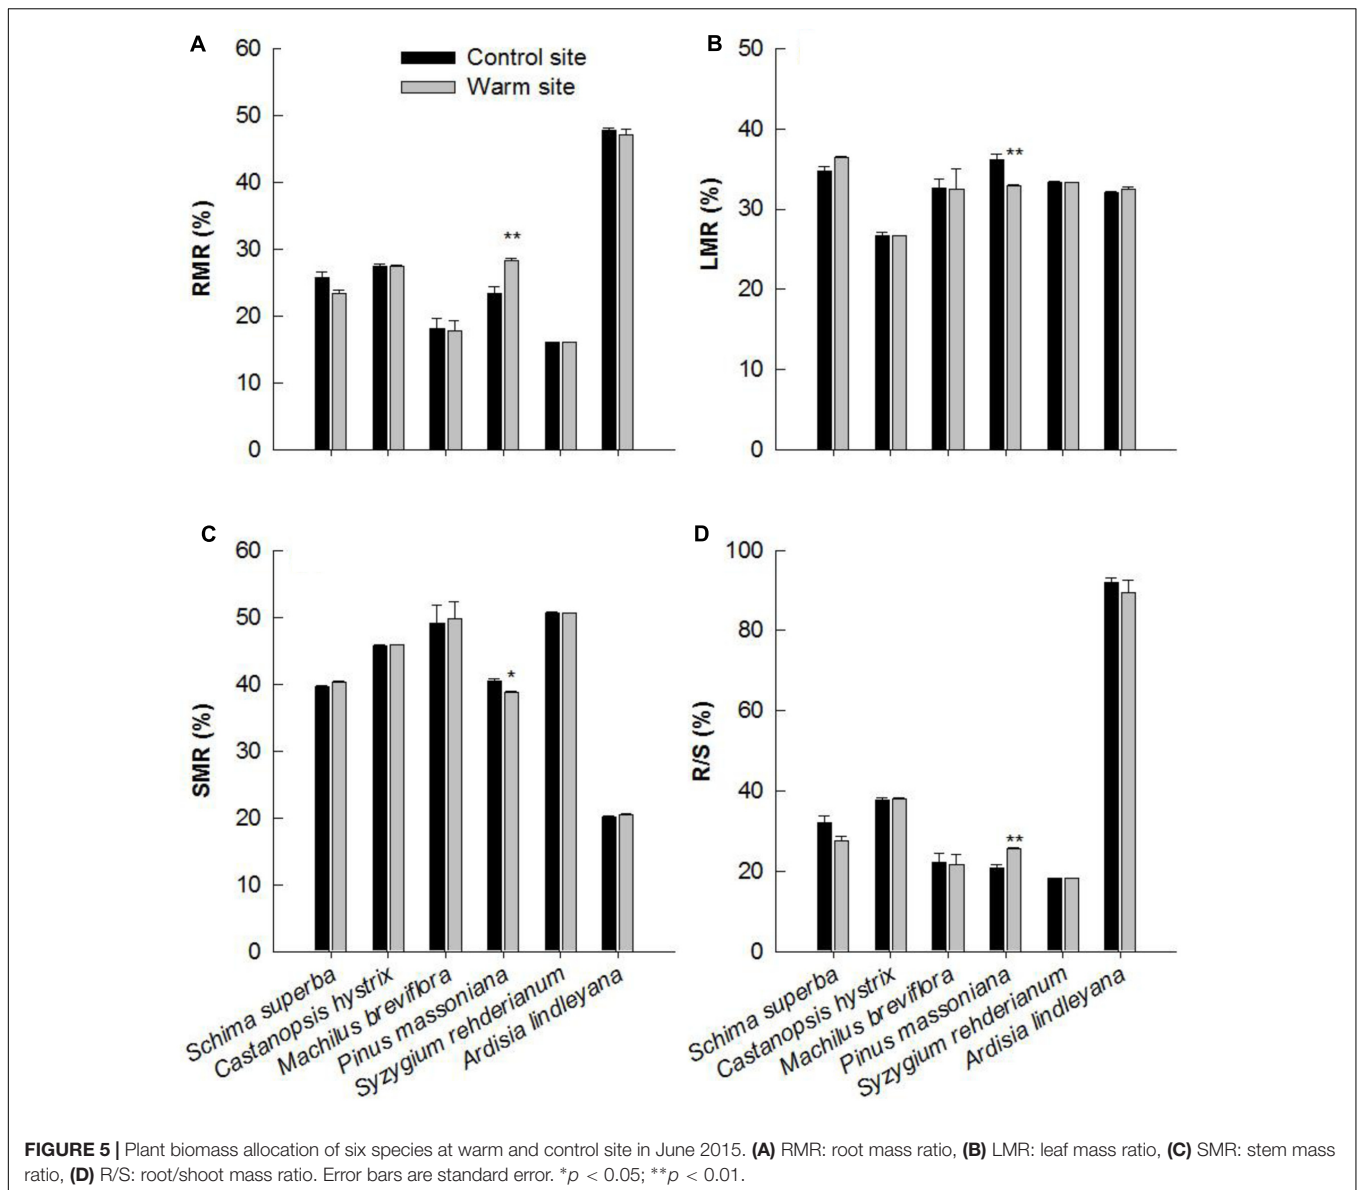 A
60
50
40
30
20
10
0
RMR (%)
Control site
Warm site
**
B
50
40
30
20
10
0
LMR (%)
**
C
60
50
40
30
20
10
0
SMR (%)
*
Schima superba
Castanopsis hystrix
Machilus breviflora
Pinus massoniana
Syzygium rehderianum
Ardisia lindleyana
D
100
80
60
40
20
0
R/S (%)
**
Schima superba
Castanopsis hystrix
Machilus breviflora
Pinus massoniana
Syzygium rehderianum
Ardisia lindleyana
FIGURE 5 | Plant biomass allocation of six species at warm and control site in June 2015. (A) RMR: root mass ratio, (B) LMR: leaf mass ratio, (C) SMR: stem mass
ratio, (D) R/S: root/shoot mass ratio. Error bars are standard error. *p < 0.05; **p < 0.01.